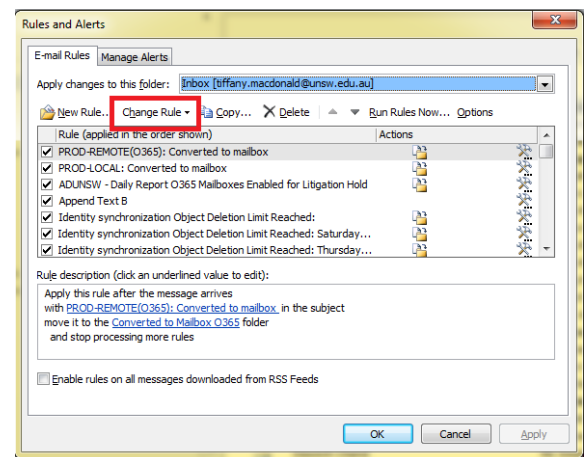 Rules and Alerts
E-mail Rules Manage Alerts
Apply changes to this folder: Inbox [tiffany.macdonald@unsw.edu.au]
New Rule... Change Rule Copy... Delete Run Rules Now... Options
Rule (applied in the order shown) Actions
PROD-REMOTE(O365): Converted to mailbox
PROD-LOCAL: Converted to mailbox
ADUNSW - Daily Report O365 Mailboxes Enabled for Litigation Hold
Append Text B
Identity synchronization Object Deletion Limit Reached:
Identity synchronization Object Deletion Limit Reached: Saturday...
Identity synchronization Object Deletion Limit Reached: Thursday...
Rule description (click an underlined value to edit):
Apply this rule after the message arrives
with PROD-REMOTE(O365): Converted to mailbox in the subject
move it to the Converted to Mailbox O365 folder
and stop processing more rules
Enable rules on all messages downloaded from RSS Feeds
OK Cancel Apply